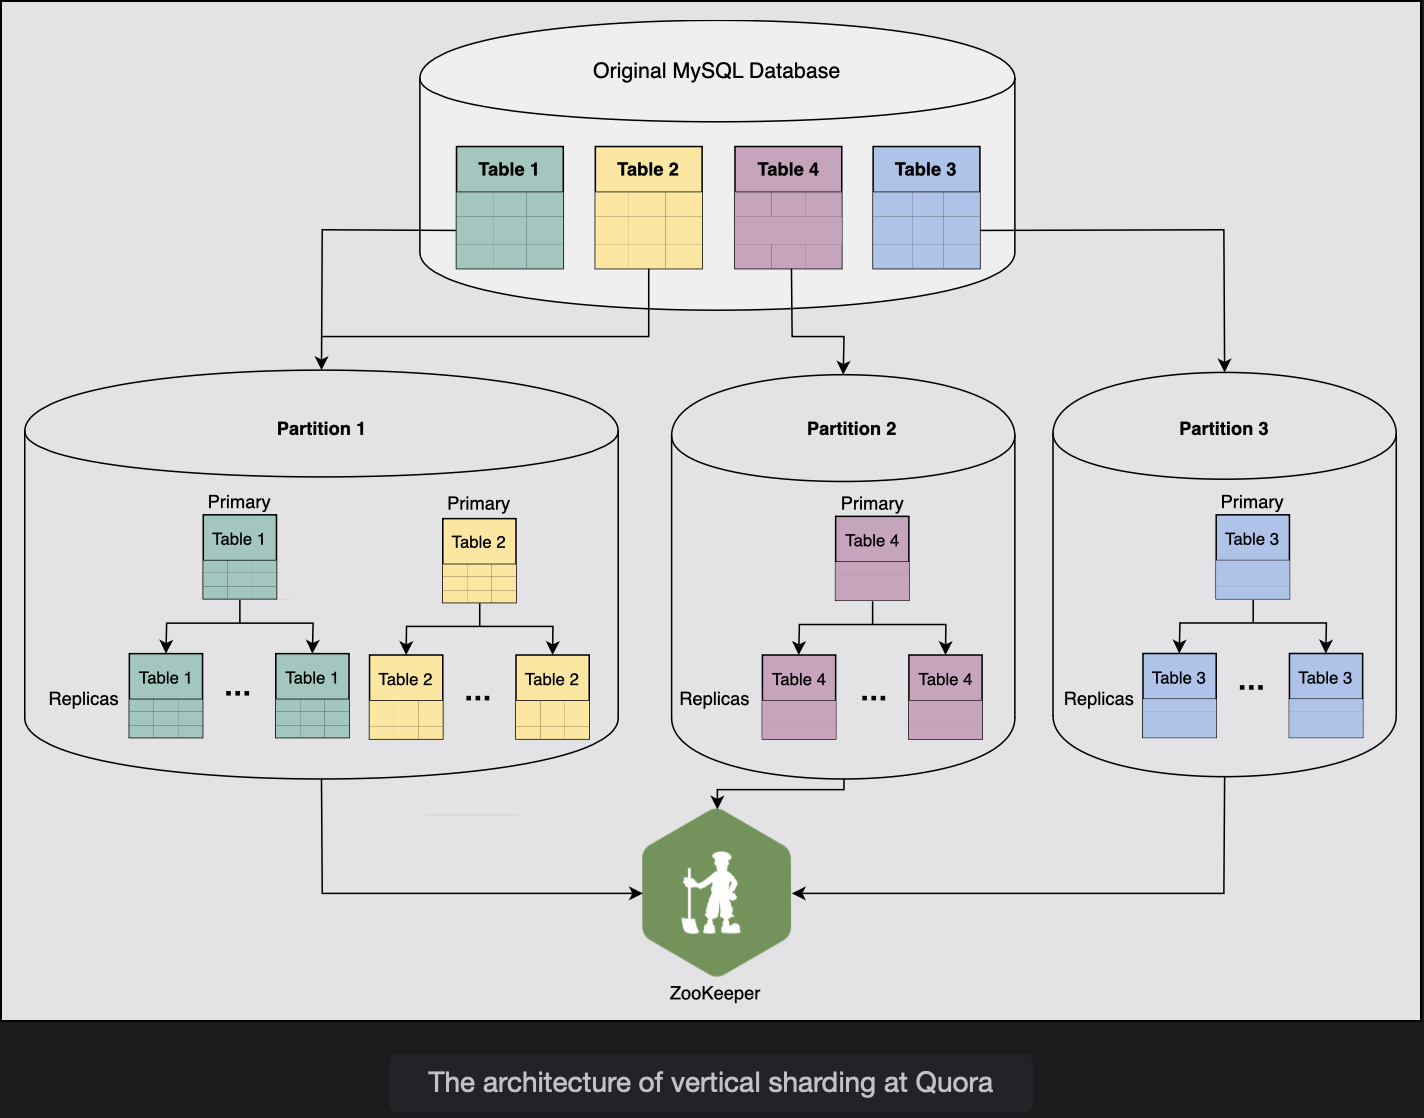 Original MySQL Database
Table 1
Table 2
Table 4
Table 3
Partition 1
Partition 2
Partition 3
Primary
Primary
Primary
Primary
Table 1
Table 2
Table 4
Table 3
Replicas
Table 1
...
Table 1
Table 2
...
Table 2
Replicas
Table 4
...
Table 4
Replicas
Table 3
...
Table 3
ZooKeeper
The architecture of vertical sharding at Quora